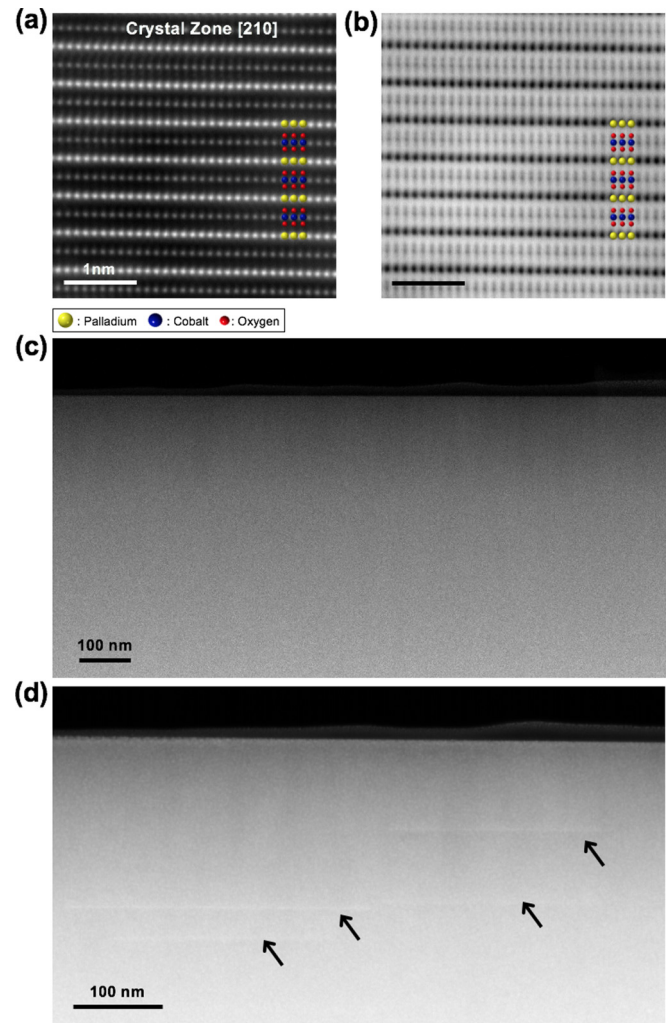 (a)
Crystal Zone [210]
1nm
(b)
: Palladium : Cobalt : Oxygen
(c)
100 nm
(d)
100 nm